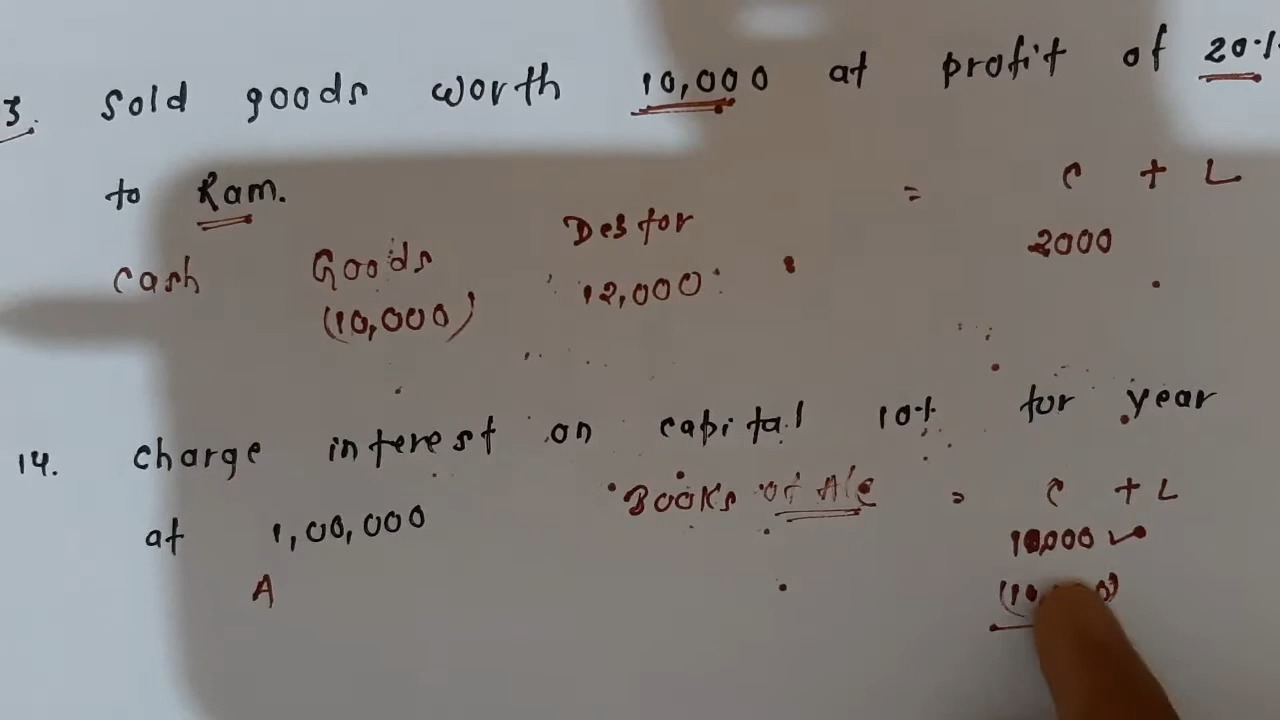 3. Sold goods worth 10,000 at profit of 20%
to Ram. = C + L
Cash Goods Debtor 2000
(10,000) 12,000
14. charge interest on capital 10% for year
at 1,00,000 Books of A/c = C + L
A 10,000 ✓